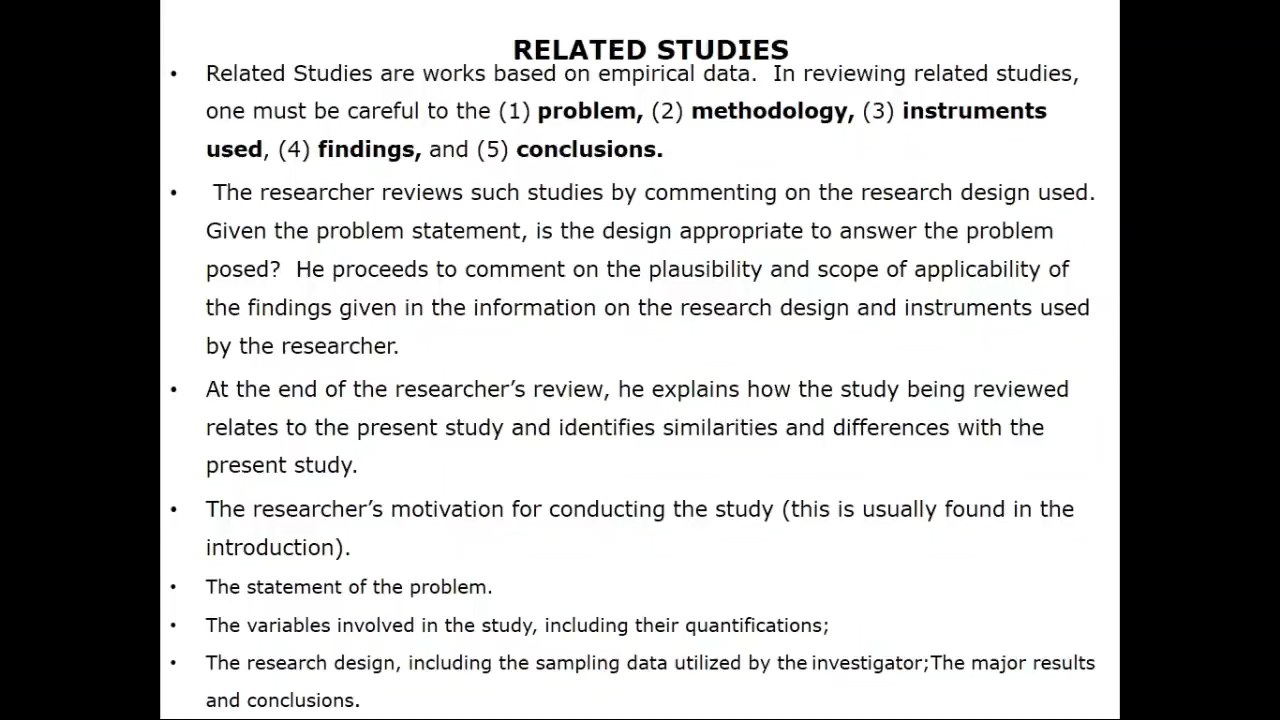 RELATED STUDIES
• Related Studies are works based on empirical data.  In reviewing related studies,
one must be careful to the (1) problem, (2) methodology, (3) instruments
used, (4) findings, and (5) conclusions.
•  The researcher reviews such studies by commenting on the research design used.
Given the problem statement, is the design appropriate to answer the problem
posed?  He proceeds to comment on the plausibility and scope of applicability of
the findings given in the information on the research design and instruments used
by the researcher.
• At the end of the researcher’s review, he explains how the study being reviewed
relates to the present study and identifies similarities and differences with the
present study.
• The researcher’s motivation for conducting the study (this is usually found in the
introduction).
• The statement of the problem.
• The variables involved in the study, including their quantifications;
• The research design, including the sampling data utilized by the investigator;The major results
and conclusions.